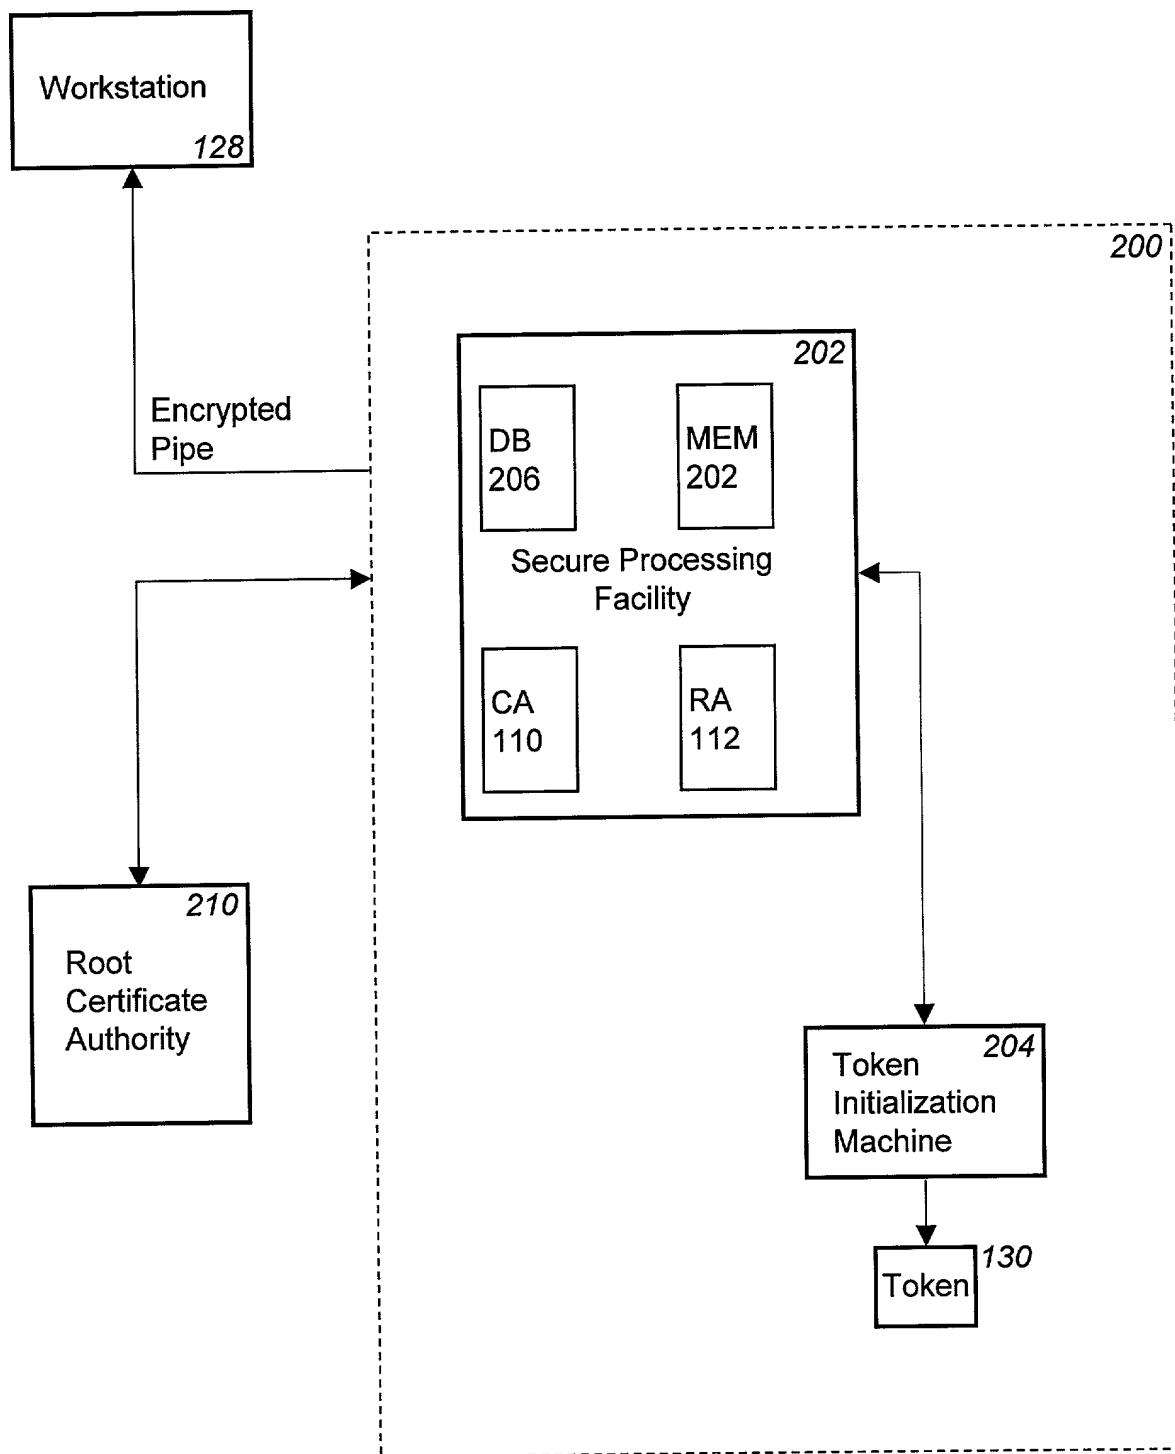 Workstation
128
200
202
Encrypted
Pipe
DB
206
MEM
202
Secure Processing
Facility
CA
110
RA
112
210
Root
Certificate
Authority
204
Token
Initialization
Machine
130
Token